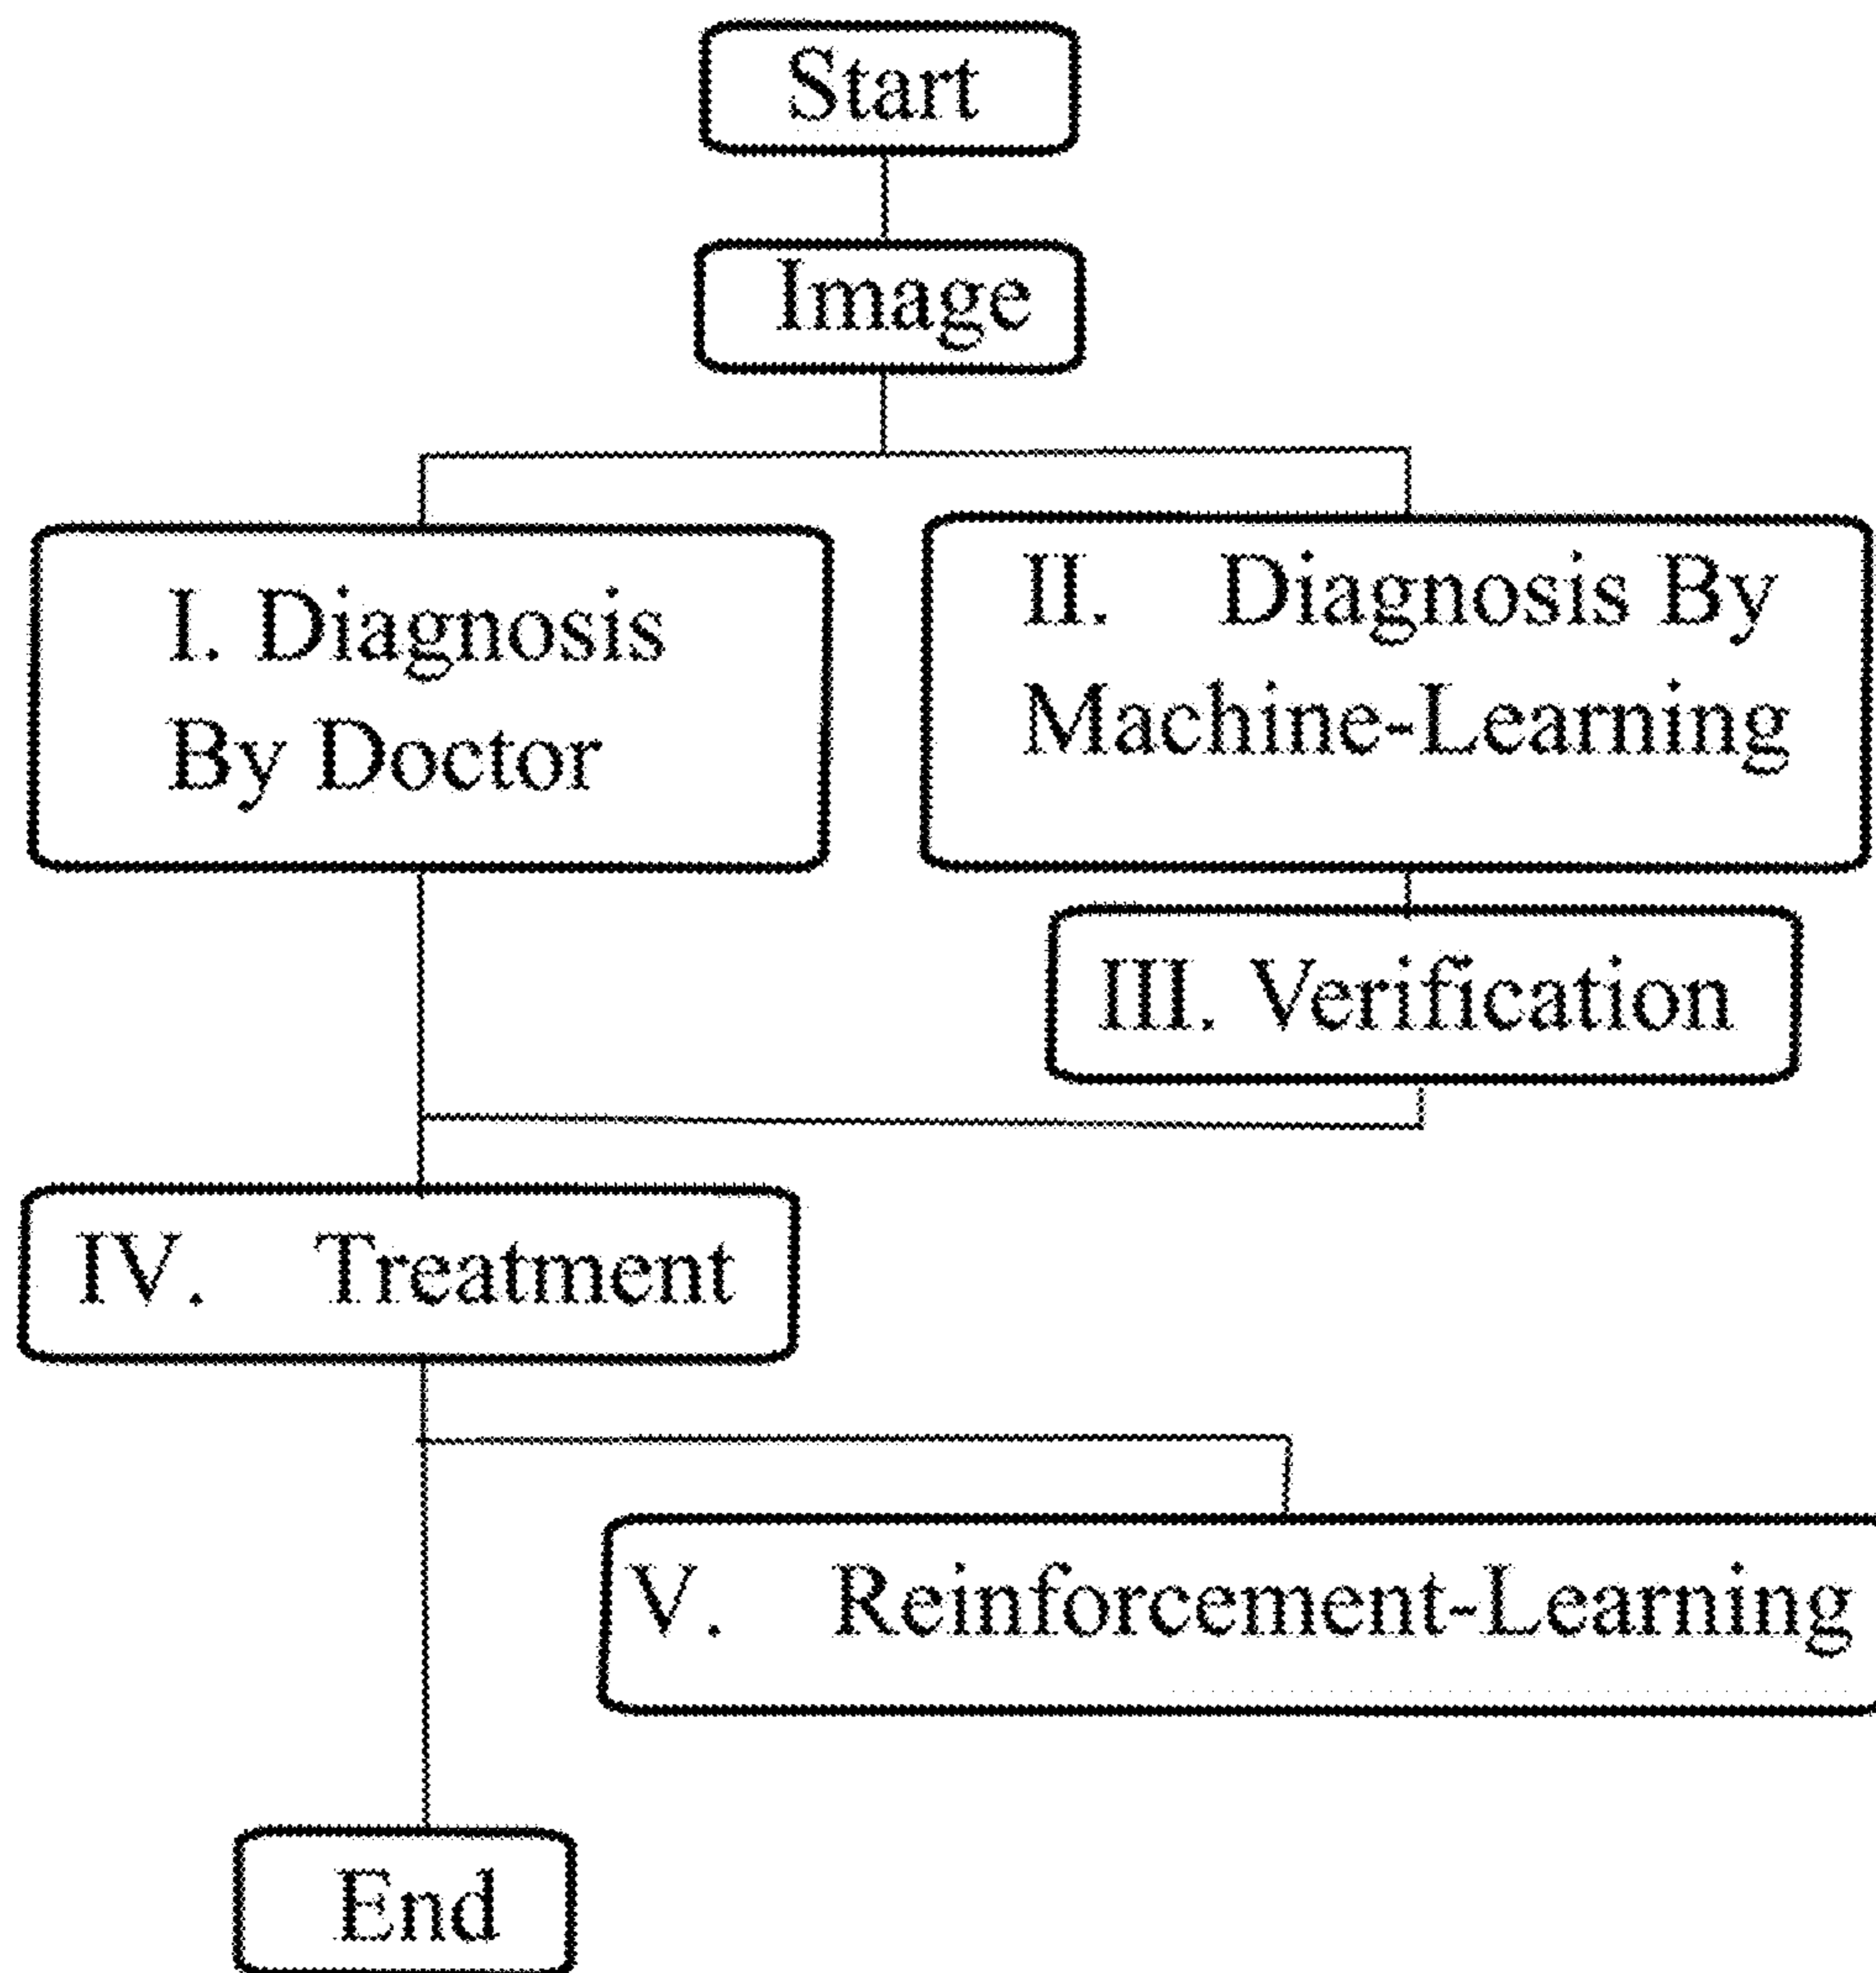 Start
Image
I. Diagnosis
By Doctor
II. Diagnosis By
Machine-Learning
III. Verification
IV. Treatment
V. Reinforcement-Learning
End